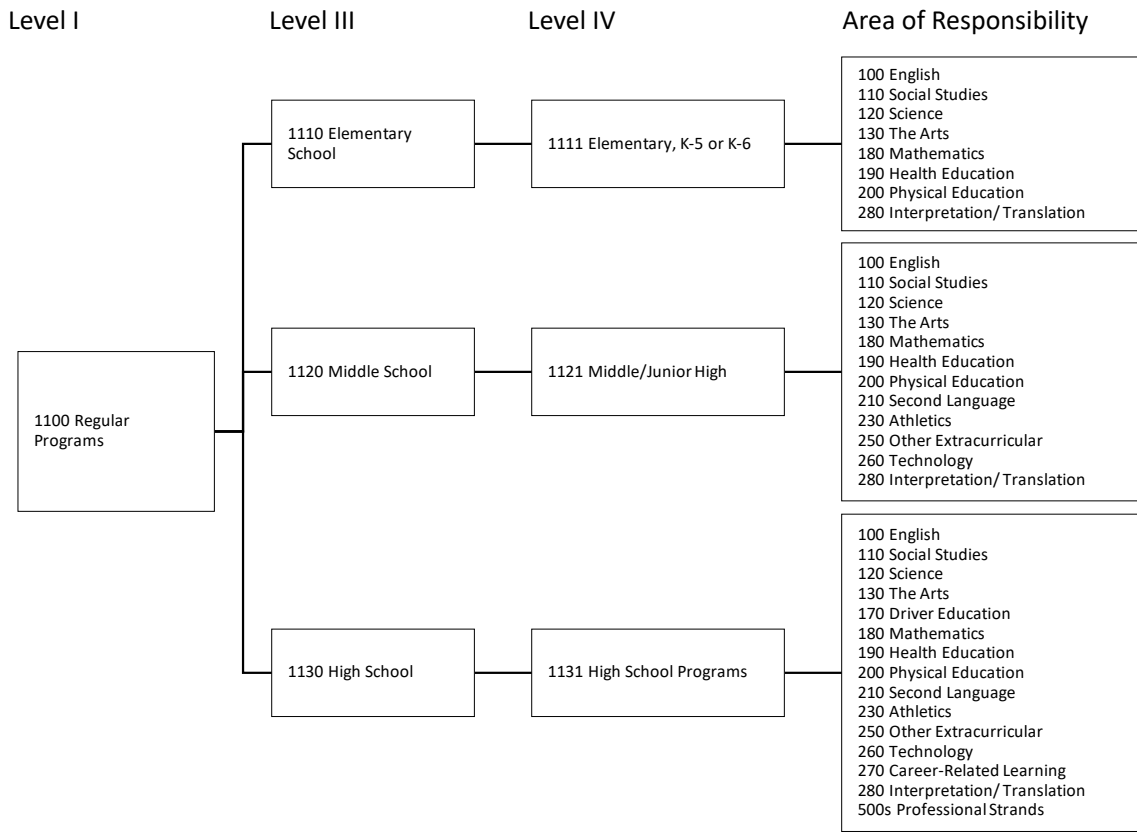 Level I
Level III
Level IV
Area of Responsibility
1100 Regular
Programs
1110 Elementary
School
1111 Elementary, K-5 or K-6
100 English
110 Social Studies
120 Science
130 The Arts
180 Mathematics
190 Health Education
200 Physical Education
280 Interpretation/ Translation
1120 Middle School
1121 Middle/Junior High
100 English
110 Social Studies
120 Science
130 The Arts
180 Mathematics
190 Health Education
200 Physical Education
210 Second Language
230 Athletics
250 Other Extracurricular
260 Technology
280 Interpretation/ Translation
1130 High School
1131 High School Programs
100 English
110 Social Studies
120 Science
130 The Arts
170 Driver Education
180 Mathematics
190 Health Education
200 Physical Education
210 Second Language
230 Athletics
250 Other Extracurricular
260 Technology
270 Career-Related Learning
280 Interpretation/ Translation
500s Professional Strands